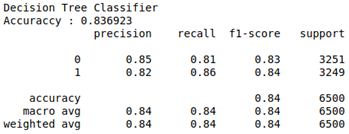 Decision Tree Classifier
Accuraccy : 0.836923
precision recall f1-score support
0 0.85 0.81 0.83 3251
1 0.82 0.86 0.84 3249
accuracy 0.84 6500
macro avg 0.84 0.84 0.84 6500
weighted avg 0.84 0.84 0.84 6500